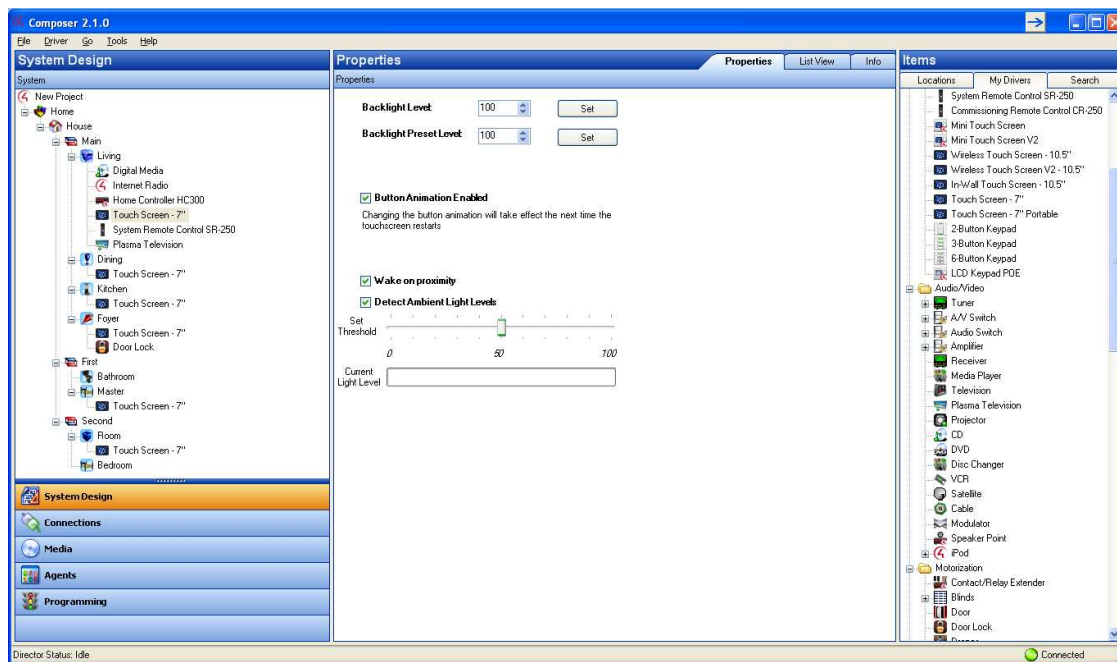 Composer 2.1.0
File Driver Go Tools Help
System Design
System
New Project
Home
House
Main
Living
Digital Media
Internet Radio
Home Controller HC300
Touch Screen - 7"
System Remote Control SR-250
Plasma Television
Dining
Touch Screen - 7"
Kitchen
Touch Screen - 7"
Foyer
Touch Screen - 7"
Door Lock
First
Bathroom
Master
Touch Screen - 7"
Second
Room
Touch Screen - 7"
Bedroom
System Design
Connections
Media
Agents
Programming
Properties
Properties List View Info
Properties
Backlight Level: 100 Set
Backlight Preset Level: 100 Set
Button Animation Enabled
Changing the button animation will take effect the next time the
touchscreen restarts
Wake on proximity
Detect Ambient Light Levels
Set
Threshold
0 50 100
Current
Light Level
Items
Locations My Drivers Search
System Remote Control SR-250
Commissioning Remote Control CR-250
Mini Touch Screen
Mini Touch Screen V2
Wireless Touch Screen - 10.5"
Wireless Touch Screen V2 - 10.5"
In-Wall Touch Screen - 10.5"
Touch Screen - 7"
Touch Screen - 7" Portable
2-Button Keypad
3-Button Keypad
6-Button Keypad
LCD Keypad POE
Audio/Video
Tuner
A/V Switch
Audio Switch
Amplifier
Receiver
Media Player
Television
Plasma Television
Projector
CD
DVD
Disc Changer
VCR
Satellite
Cable
Modulator
Speaker Point
iPod
Motorization
Contact/Relay Extender
Blinds
Door
Door Lock
Director Status: Idle
Connected